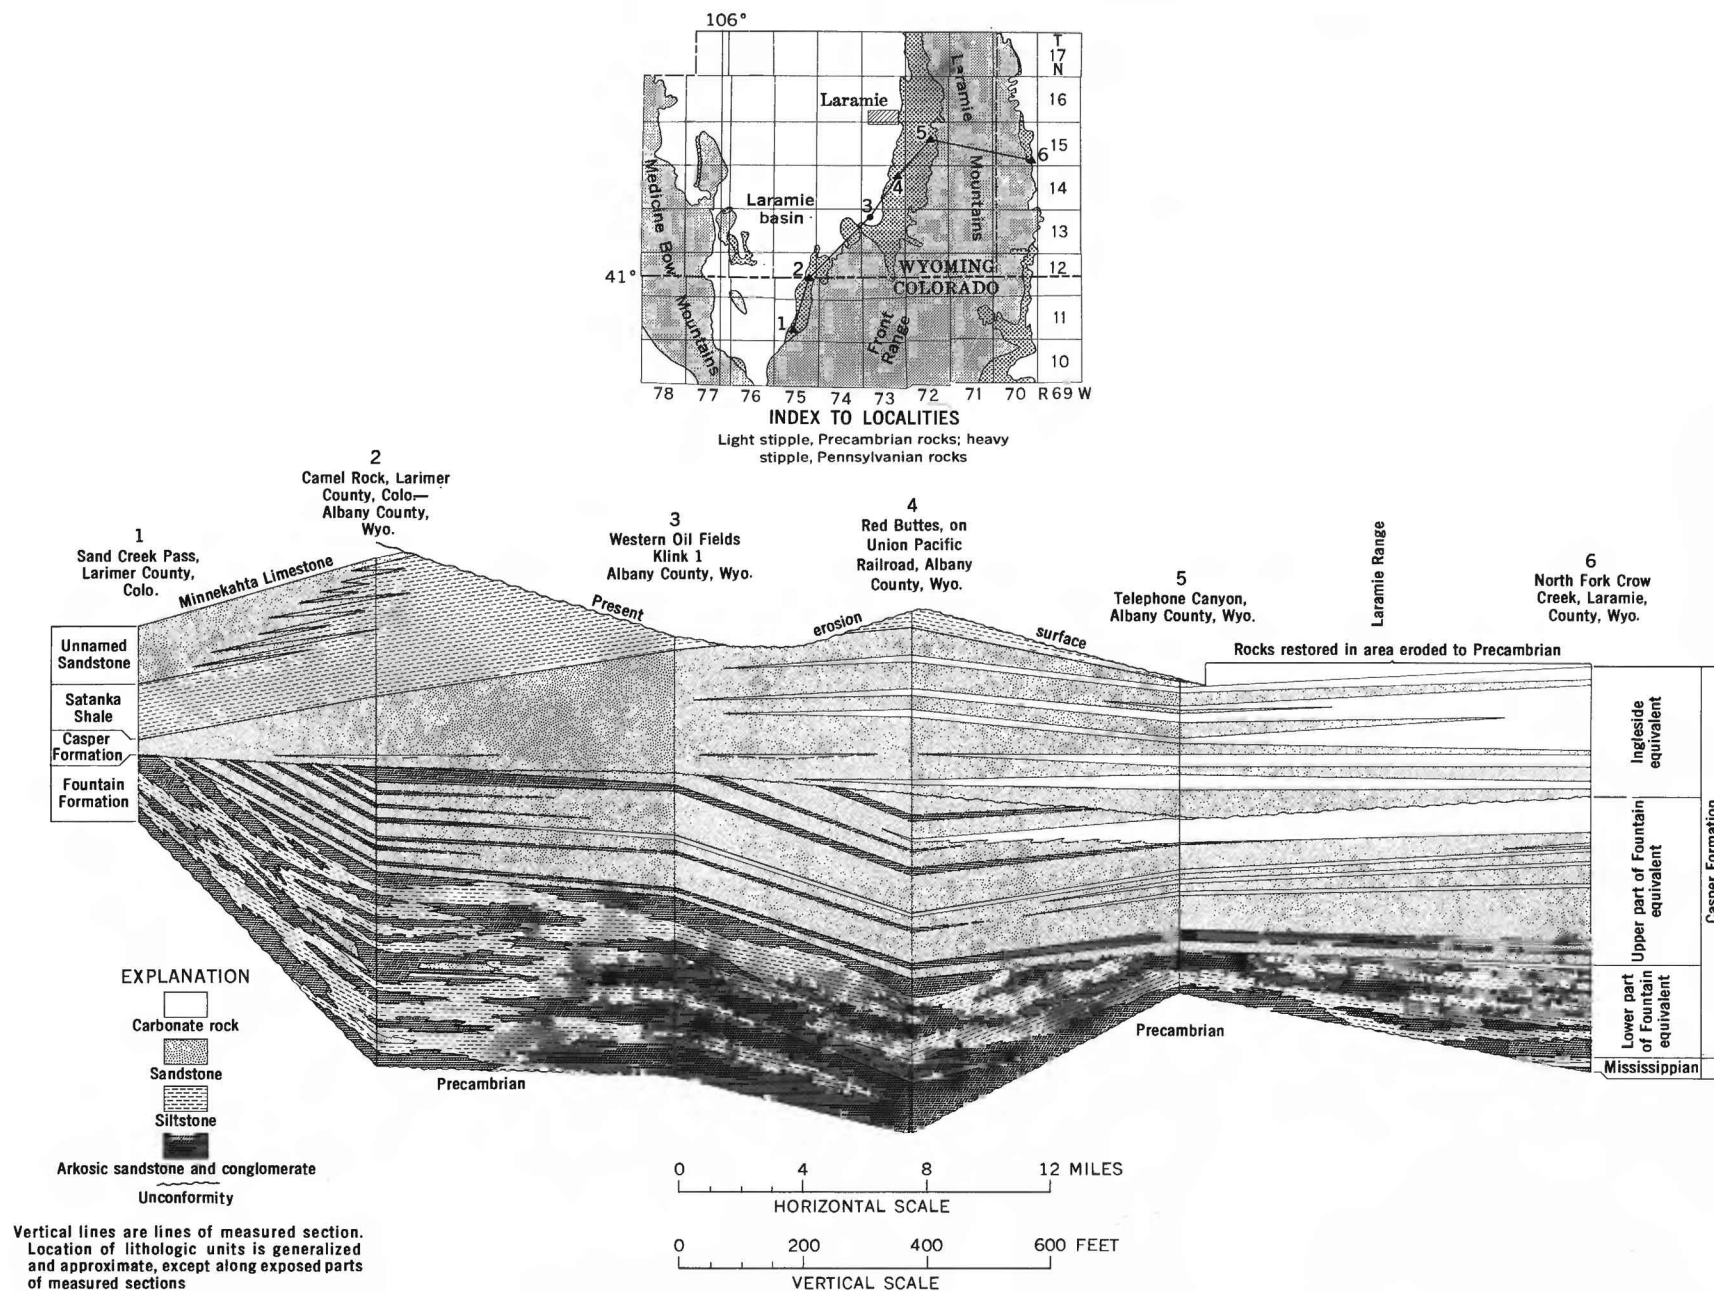 106°
T
17
N
Laramie
Laramie
16
5
15
6
Mountains
4
14
Medicine Bow
Laramie
basin
3
13
2
WYOMING
12
41°
COLORADO
1
11
Mountains
Front
Range
10
78 77 76 75 74 73 72 71 70 R 69 W
INDEX TO LOCALITIES
Light stipple, Precambrian rocks; heavy
stipple, Pennsylvanian rocks
1
Sand Creek Pass,
Larimer County,
Colo.
2
Camel Rock, Larimer
County, Colo.—
Albany County,
Wyo.
3
Western Oil Fields
Klink 1
Albany County, Wyo.
4
Red Buttes, on
Union Pacific
Railroad, Albany
County, Wyo.
5
Telephone Canyon,
Albany County, Wyo.
Laramie Range
6
North Fork Crow
Creek, Laramie,
County, Wyo.
Minnekahta Limestone
Present
erosion
surface
Rocks restored in area eroded to Precambrian
Unnamed
Sandstone
Satanka
Shale
Casper
Formation
Fountain
Formation
Ingleside
equivalent
Upper part of Fountain
equivalent
Lower part
of Fountain
equivalent
Mississippian
Casper Formation
Precambrian
Precambrian
EXPLANATION
Carbonate rock
Sandstone
Siltstone
Arkosic sandstone and conglomerate
Unconformity
Vertical lines are lines of measured section.
Location of lithologic units is generalized
and approximate, except along exposed parts
of measured sections
0 4 8 12 MILES
HORIZONTAL SCALE
0 200 400 600 FEET
VERTICAL SCALE